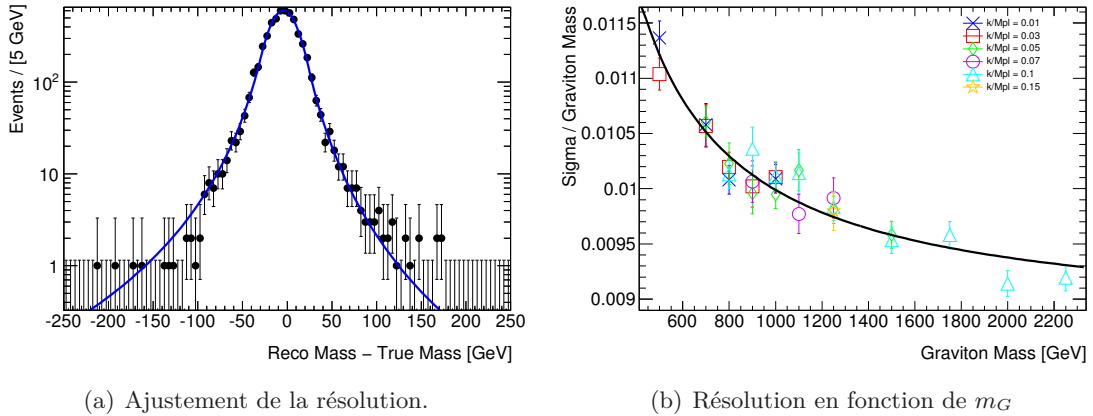 Events / [5 GeV]
10²
10
1
-250 -200 -150 -100 -50 0 50 100 150 200 250
Reco Mass − True Mass [GeV]
(a) Ajustement de la résolution.
Sigma / Graviton Mass
0.0115
0.011
0.0105
0.01
0.0095
0.009
k/Mpl = 0.01
k/Mpl = 0.03
k/Mpl = 0.05
k/Mpl = 0.07
k/Mpl = 0.1
k/Mpl = 0.15
600 800 1000 1200 1400 1600 1800 2000 2200
Graviton Mass [GeV]
(b) Résolution en fonction de m_G